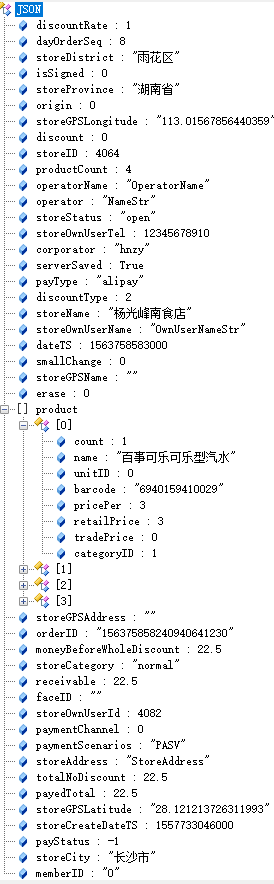 JSON
discountRate : 1
dayOrderSeq : 8
storeDistrict : "雨花区"
isSigned : 0
storeProvince : "湖南省"
origin : 0
storeGPSLongitude : "113.01567856440359"
discount : 0
storeID : 4064
productCount : 4
operatorName : "OperatorName"
operator : "NameStr"
storeStatus : "open"
storeOwnUserTel : 12345678910
corporator : "hnzy"
serverSaved : True
payType : "alipay"
discountType : 2
storeName : "杨光峰南食店"
storeOwnUserName : "OwnUserNameStr"
dateTS : 1563758583000
smallChange : 0
storeGPSName : ""
erase : 0
[] product
[0]
count : 1
name : "百事可乐可乐型汽水"
unitID : 0
barcode : "6940159410029"
pricePer : 3
retailPrice : 3
tradePrice : 0
categoryID : 1
[1]
[2]
[3]
storeGPSAddress : ""
orderID : "156375858240940641230"
moneyBeforeWholeDiscount : 22.5
storeCategory : "normal"
receivable : 22.5
faceID : ""
storeOwnUserId : 4082
paymentChannel : 0
paymentScenarios : "PASV"
storeAddress : "StoreAddress"
totalNoDiscount : 22.5
payedTotal : 22.5
storeGPSLatitude : "28.121213726311993"
storeCreateDateTS : 1557733046000
payStatus : -1
storeCity : "长沙市"
memberID : "0"